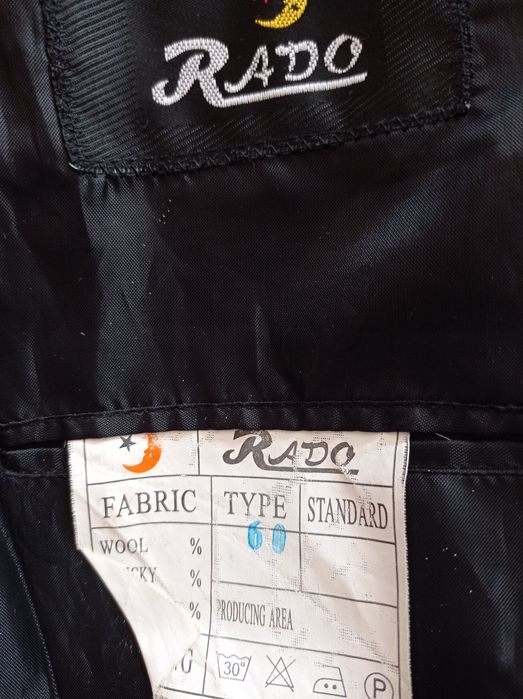 RADO
RADO
FABRIC TYPE STANDARD
60
WOOL %
%
% PRODUCING AREA
G 30° P